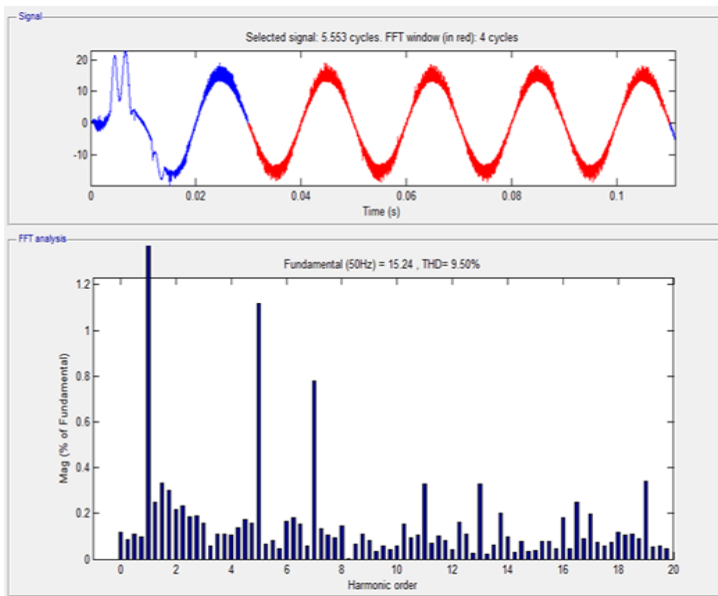 Signal
Selected signal: 5.553 cycles. FFT window (in red): 4 cycles
20
10
0
-10
0 0.02 0.04 0.06 0.08 0.1
Time (s)
FFT analysis
Fundamental (50Hz) = 15.24 , THD= 9.50%
1.2
1
0.8
0.6
0.4
0.2
0
Mag (% of Fundamental)
0 2 4 6 8 10 12 14 16 18 20
Harmonic order